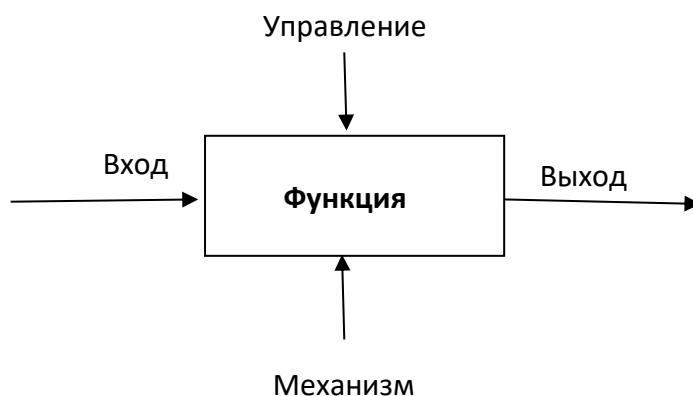 Управление
Вход
Функция
Выход
Механизм